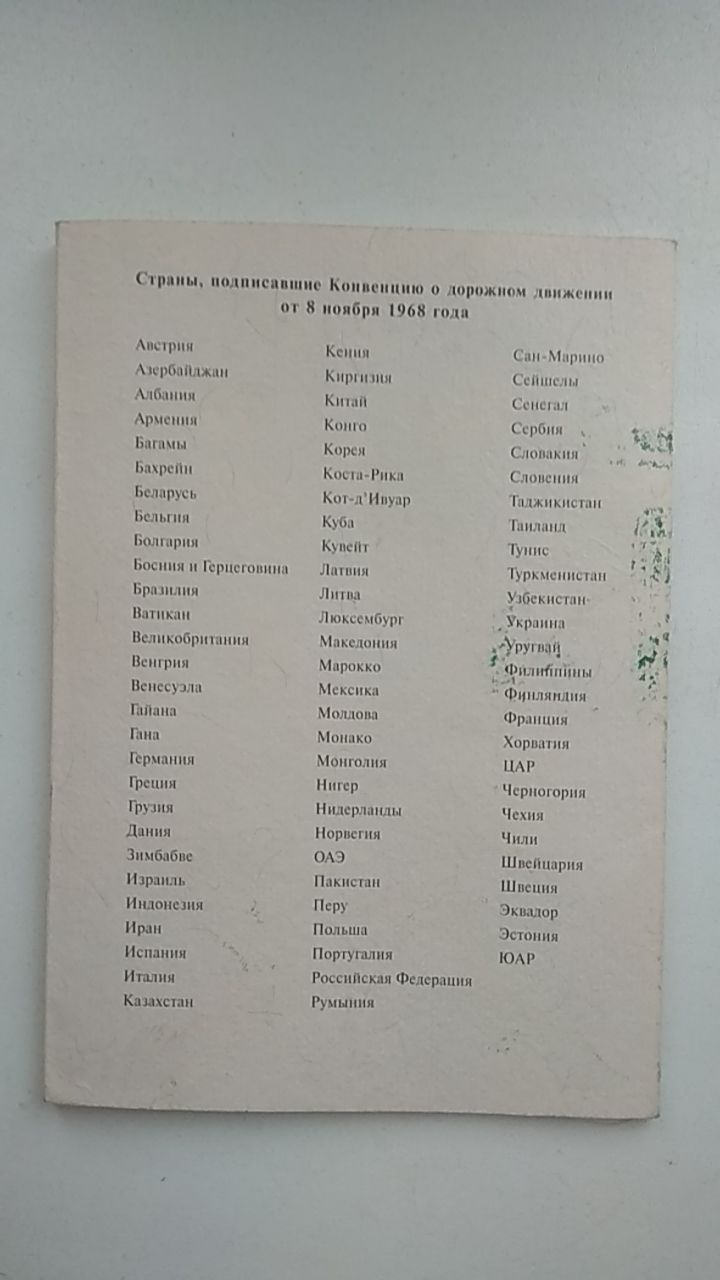 Страны, подписавшие Конвенцию о дорожном движении
от 8 ноября 1968 года
Австрия
Азербайджан
Албания
Армения
Багамы
Бахрейн
Беларусь
Бельгия
Болгария
Босния и Герцеговина
Бразилия
Ватикан
Великобритания
Венгрия
Венесуэла
Гайана
Гана
Германия
Греция
Грузия
Дания
Зимбабве
Израиль
Индонезия
Иран
Испания
Италия
Казахстан
Кения
Киргизия
Китай
Конго
Корея
Коста-Рика
Кот-д'Ивуар
Куба
Кувейт
Латвия
Литва
Люксембург
Македония
Марокко
Мексика
Молдова
Монако
Монголия
Нигер
Нидерланды
Норвегия
ОАЭ
Пакистан
Перу
Польша
Португалия
Российская Федерация
Румыния
Сан-Марино
Сейшелы
Сенегал
Сербия
Словакия
Словения
Таджикистан
Таиланд
Тунис
Туркменистан
Узбекистан
Украина
Уругвай
Филиппины
Финляндия
Франция
Хорватия
ЦАР
Черногория
Чехия
Чили
Швейцария
Швеция
Эквадор
Эстония
ЮАР